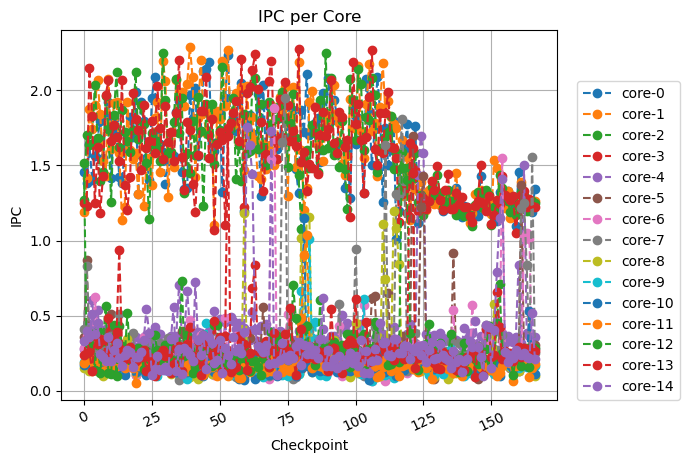 IPC per Core
IPC
2.0
1.5
1.0
0.5
0.0
0
25
50
75
100
125
150
Checkpoint
core-0
core-1
core-2
core-3
core-4
core-5
core-6
core-7
core-8
core-9
core-10
core-11
core-12
core-13
core-14